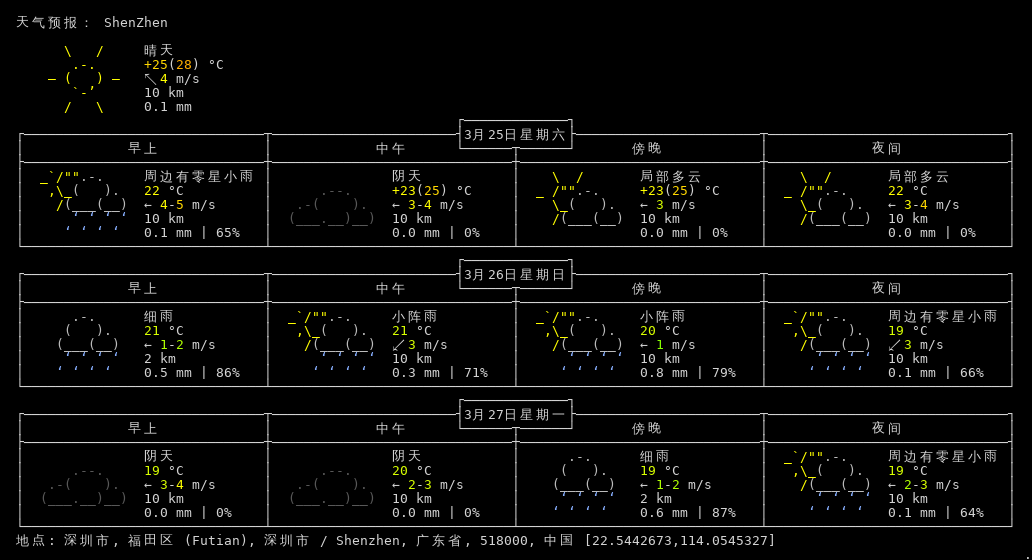 天气预报: ShenZhen
晴天
+25(28) °C
↖ 4 m/s
10 km
0.1 mm
3月25日星期六
早上 中午 傍晚 夜间
周边有零星小雨 阴天 局部多云 局部多云
22 °C +23(25) °C +23(25) °C 22 °C
← 4-5 m/s ← 3-4 m/s ← 3 m/s ← 3-4 m/s
10 km 10 km 10 km 10 km
0.1 mm | 65% 0.0 mm | 0% 0.0 mm | 0% 0.0 mm | 0%
3月26日星期日
早上 中午 傍晚 夜间
细雨 小阵雨 小阵雨 周边有零星小雨
21 °C 21 °C 20 °C 19 °C
← 1-2 m/s ↙ 3 m/s ← 1 m/s ↙ 3 m/s
2 km 10 km 10 km 10 km
0.5 mm | 86% 0.3 mm | 71% 0.8 mm | 79% 0.1 mm | 66%
3月27日星期一
早上 中午 傍晚 夜间
阴天 阴天 细雨 周边有零星小雨
19 °C 20 °C 19 °C 19 °C
← 3-4 m/s ← 2-3 m/s ← 1-2 m/s ← 2-3 m/s
10 km 10 km 2 km 10 km
0.0 mm | 0% 0.0 mm | 0% 0.6 mm | 87% 0.1 mm | 64%
地点: 深圳市, 福田区 (Futian), 深圳市 / Shenzhen, 广东省, 518000, 中国 [22.5442673,114.0545327]